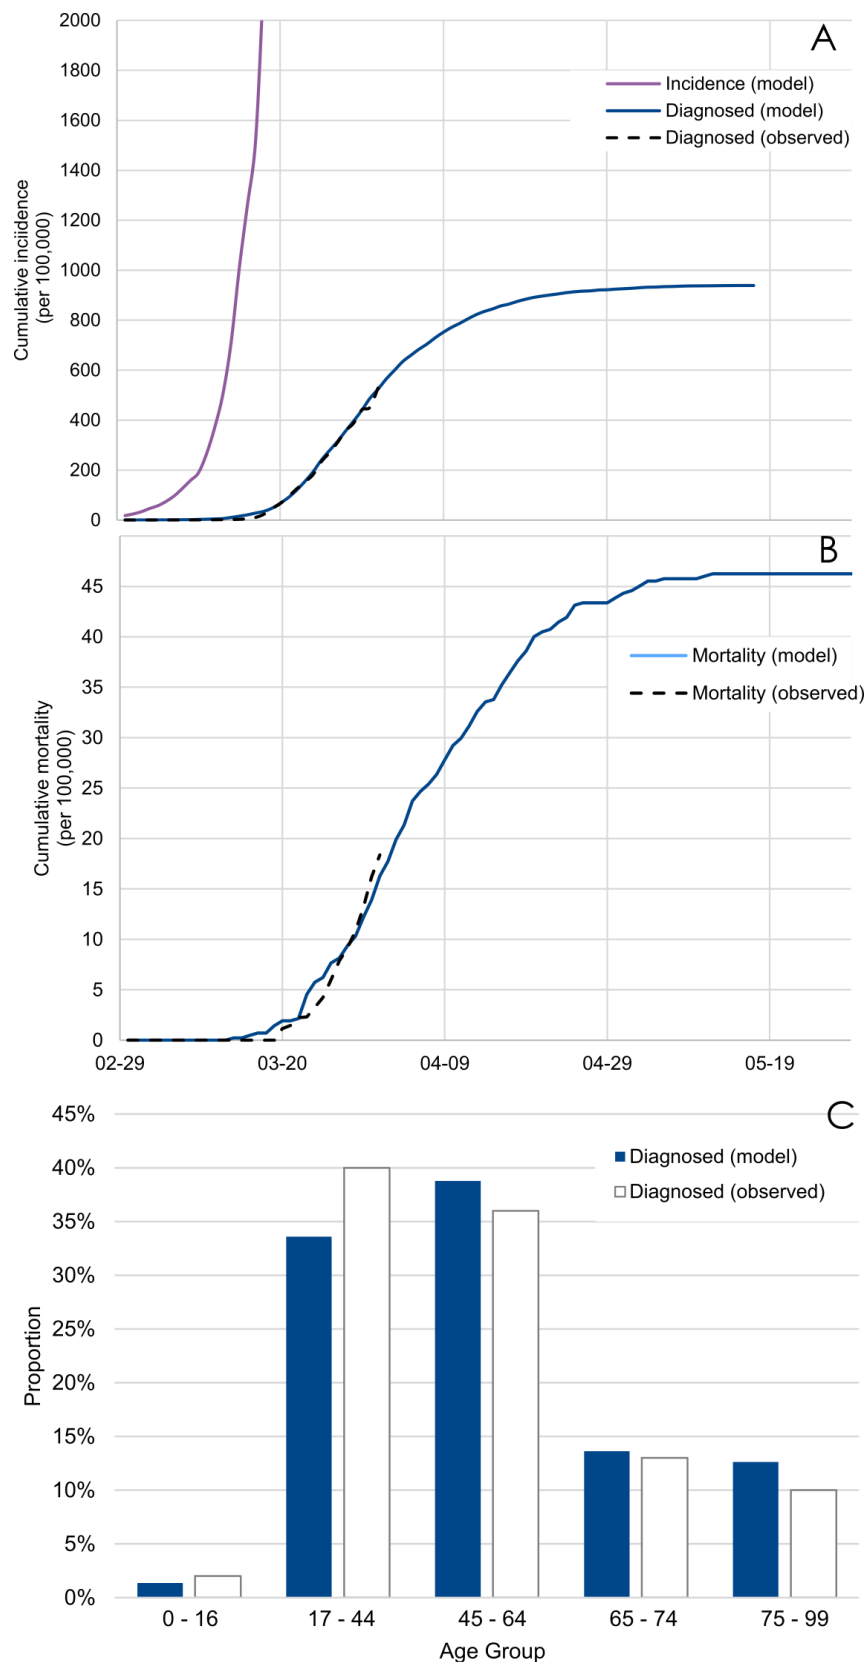 A
2000
1800
1600
1400
1200
1000
800
600
400
200
0
Cumulative inciidence
(per 100,000)
Incidence (model)
Diagnosed (model)
Diagnosed (observed)
B
45
40
35
30
25
20
15
10
5
0
Cumulative mortality
(per 100,000)
Mortality (model)
Mortality (observed)
02-29 03-20 04-09 04-29 05-19
C
45%
40%
35%
30%
25%
20%
15%
10%
5%
0%
Proportion
Diagnosed (model)
Diagnosed (observed)
0 - 16 17 - 44 45 - 64 65 - 74 75 - 99
Age Group